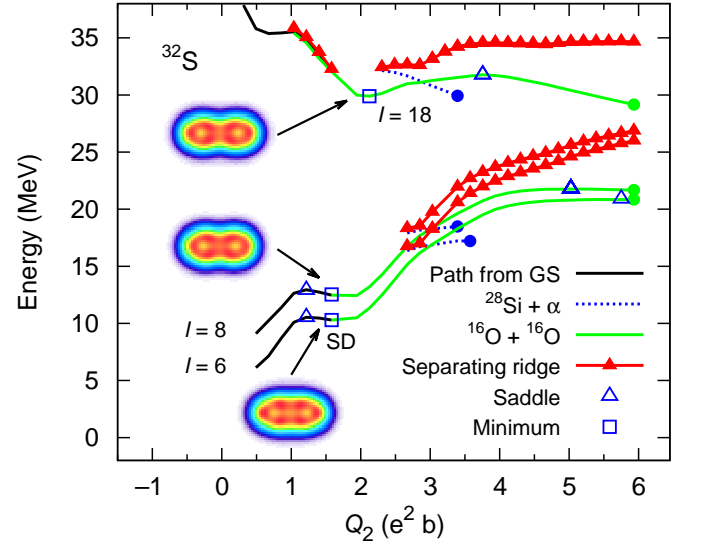 35
30
25
20
15
10
5
0
Energy (MeV)
³²S
I = 18
I = 8
I = 6
SD
Path from GS
²⁸Si + α
¹⁶O + ¹⁶O
Separating ridge
Saddle
Minimum
−1 0 1 2 3 4 5 6
Q₂ (e² b)